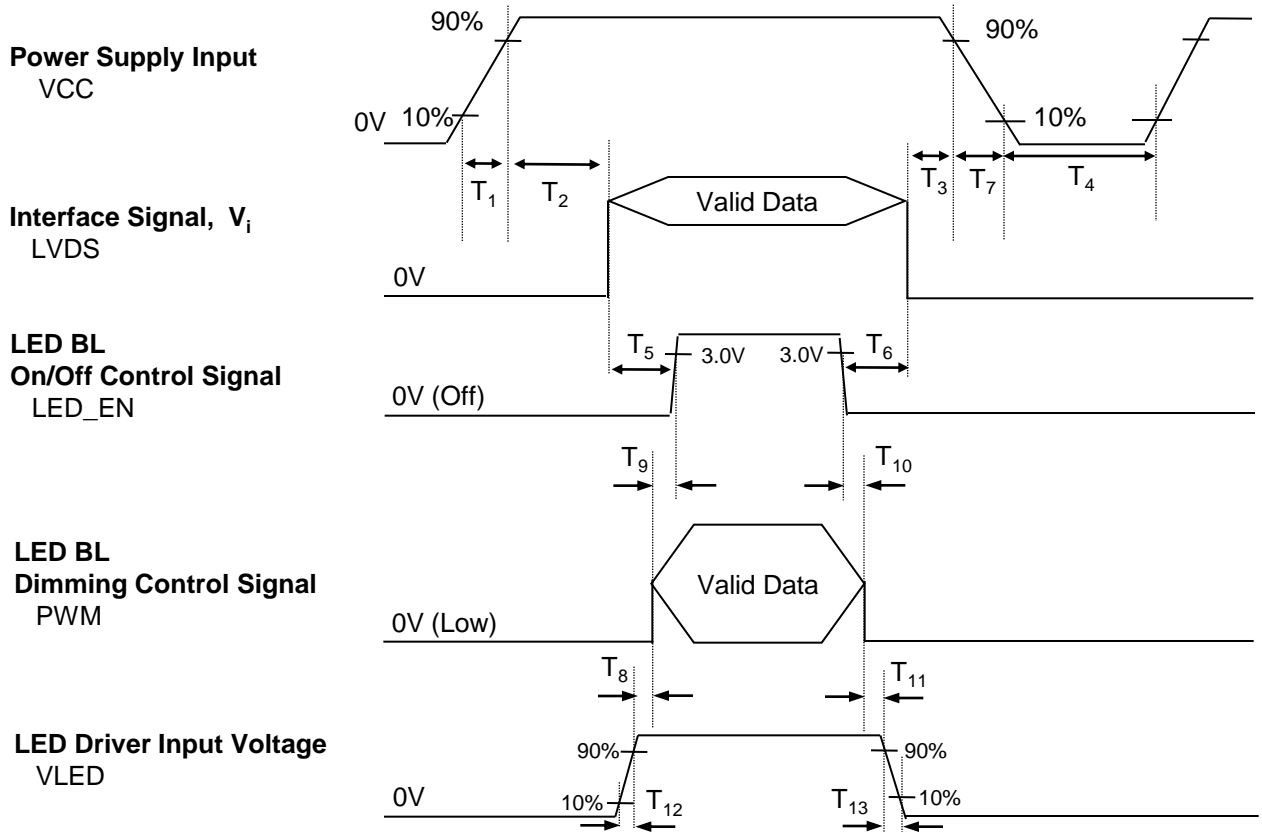 90%
90%
Power Supply Input
VCC
0V
10%
10%
T1
T2
T3
T7
T4
Interface Signal, Vi
LVDS
Valid Data
0V
LED BL
On/Off Control Signal
LED_EN
T5
3.0V
3.0V
T6
0V (Off)
T9
T10
LED BL
Dimming Control Signal
PWM
Valid Data
0V (Low)
T8
T11
LED Driver Input Voltage
VLED
90%
90%
0V
10%
T12
T13
10%